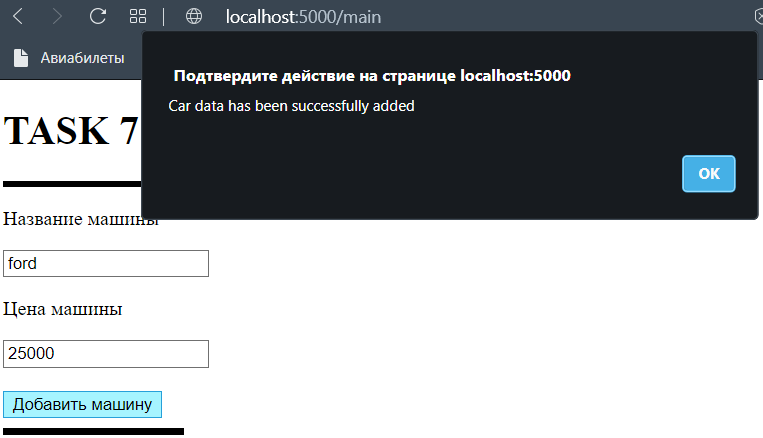 localhost:5000/main
Авиабилеты
Подтвердите действие на странице localhost:5000
Car data has been successfully added
OK
TASK 7
Название машины
ford
Цена машины
25000
Добавить машину